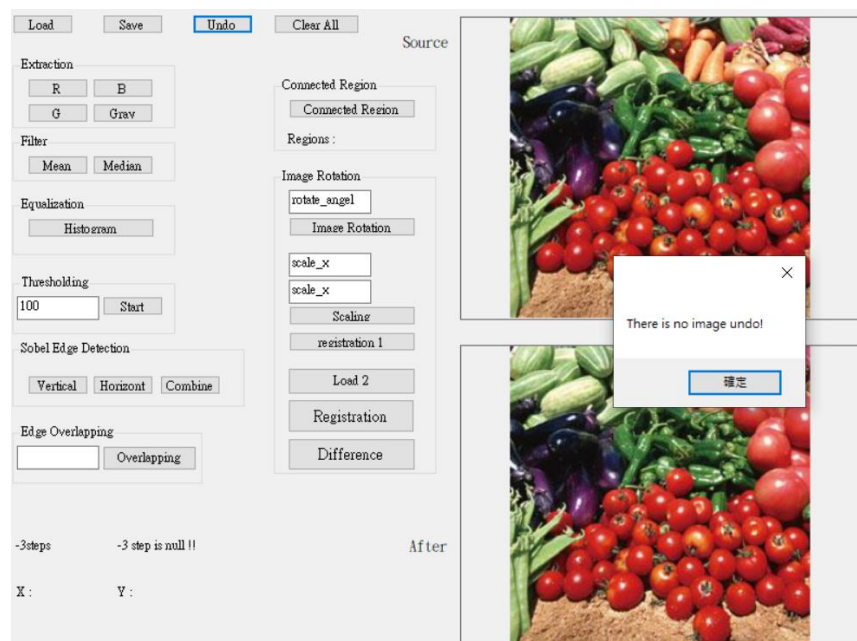 Load Save Undo Clear All
Source
Extraction
R B
G Gray
Filter
Mean Median
Equalization
Histogram
Thresholding
100 Start
Sobel Edge Detection
Vertical Horizont Combine
Edge Overlapping
Overlapping
-3steps -3 step is null !!
X : Y :
Connected Region
Connected Region
Regions :
Image Rotation
rotate_angel
Image Rotation
scale_x
scale_x
Scaling
registration 1
Load 2
Registration
Difference
After
There is no image undo!
確定